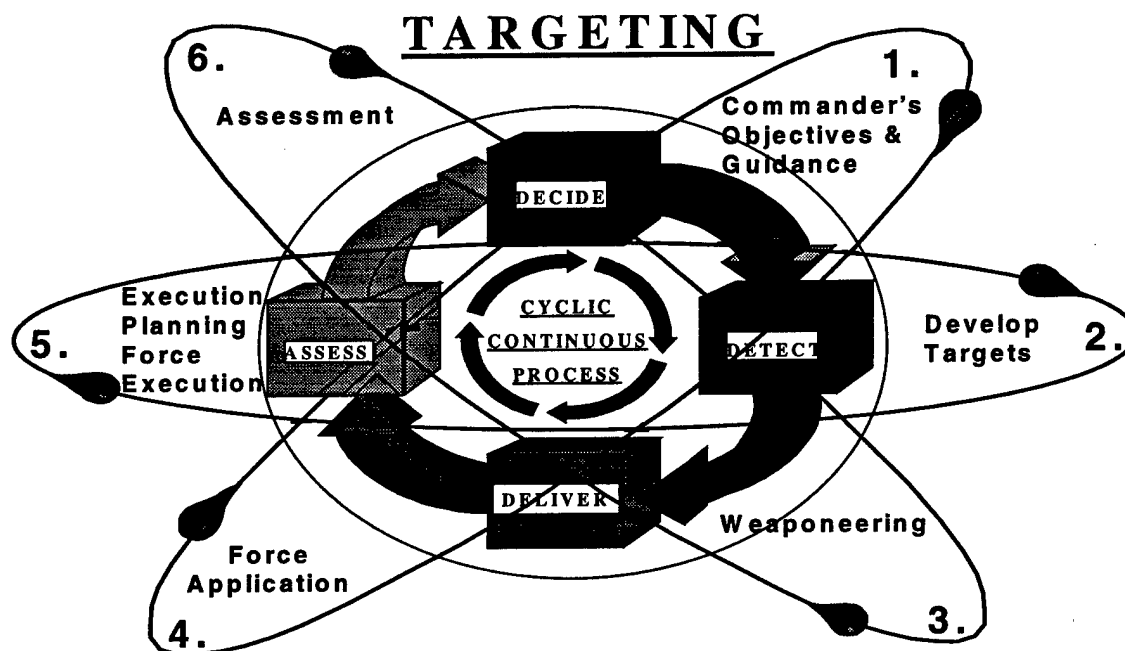 TARGETING
1.
Commander's
Objectives &
Guidance
2.
Develop
Targets
3.
Weaponeering
4.
Force
Application
5.
Execution
Planning
Force
Execution
6.
Assessment
DECIDE
DETECT
DELIVER
ASSESS
CYCLIC
CONTINUOUS
PROCESS